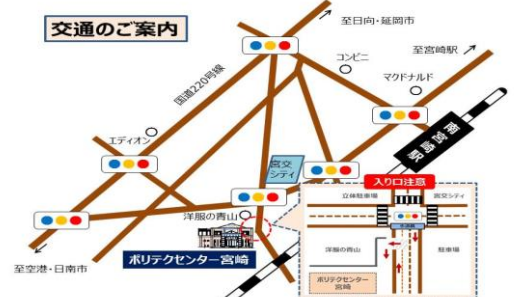 交通のご案内
至日向・延岡市
コンビニ
至宮崎駅
マクドナルド
国道220号線
エディオン
南宮崎駅
宮交
シティ
入り口注意
立体駐車場
宮交シティ
洋服の青山
洋服の青山
駐車場
ポリテクセンター宮崎
ポリテクセンター
宮崎
至空港・日南市